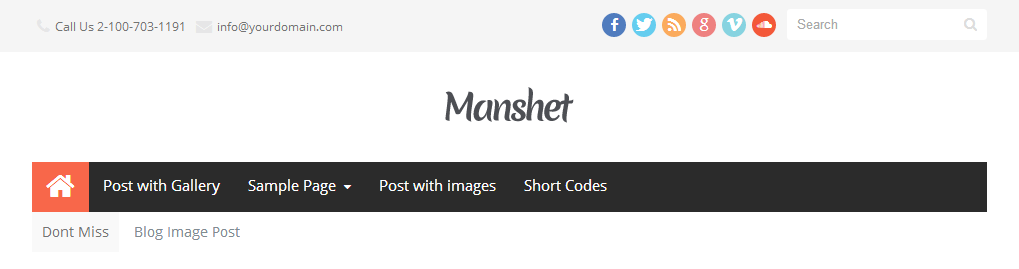 Call Us 2-100-703-1191 info@yourdomain.com Search
Manshet
Post with Gallery Sample Page Post with images Short Codes
Dont Miss Blog Image Post